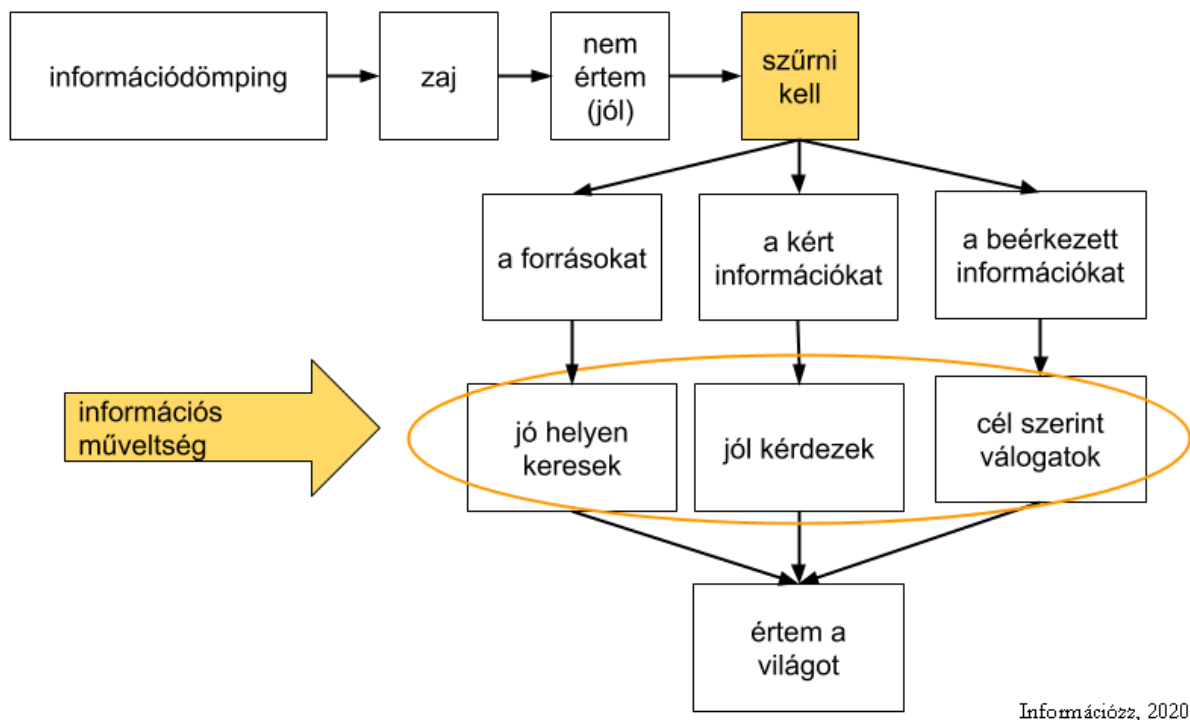 információdömping
zaj
nem
értem
(jól)
szűrni
kell
a forrásokat
a kért
információkat
a beérkezett
információkat
információs
műveltség
jó helyen
keresek
jól kérdezek
cél szerint
válogatok
értem a
világot
Információzz, 2020